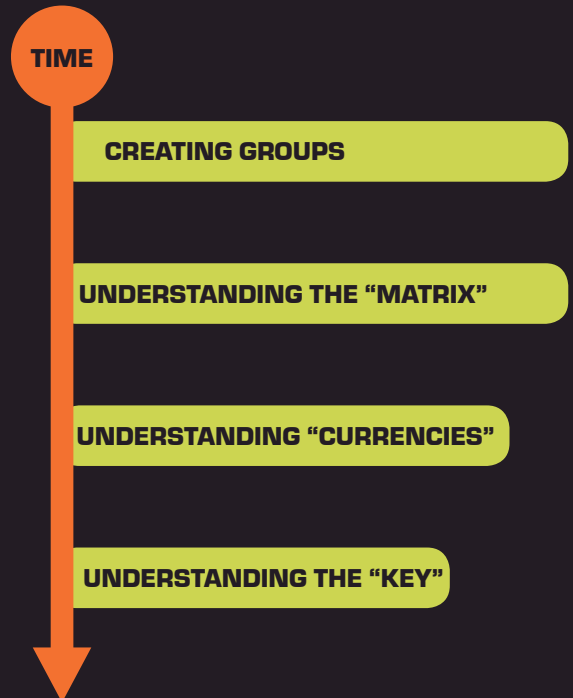 TIME
CREATING GROUPS
UNDERSTANDING THE “MATRIX”
UNDERSTANDING “CURRENCIES”
UNDERSTANDING THE “KEY”